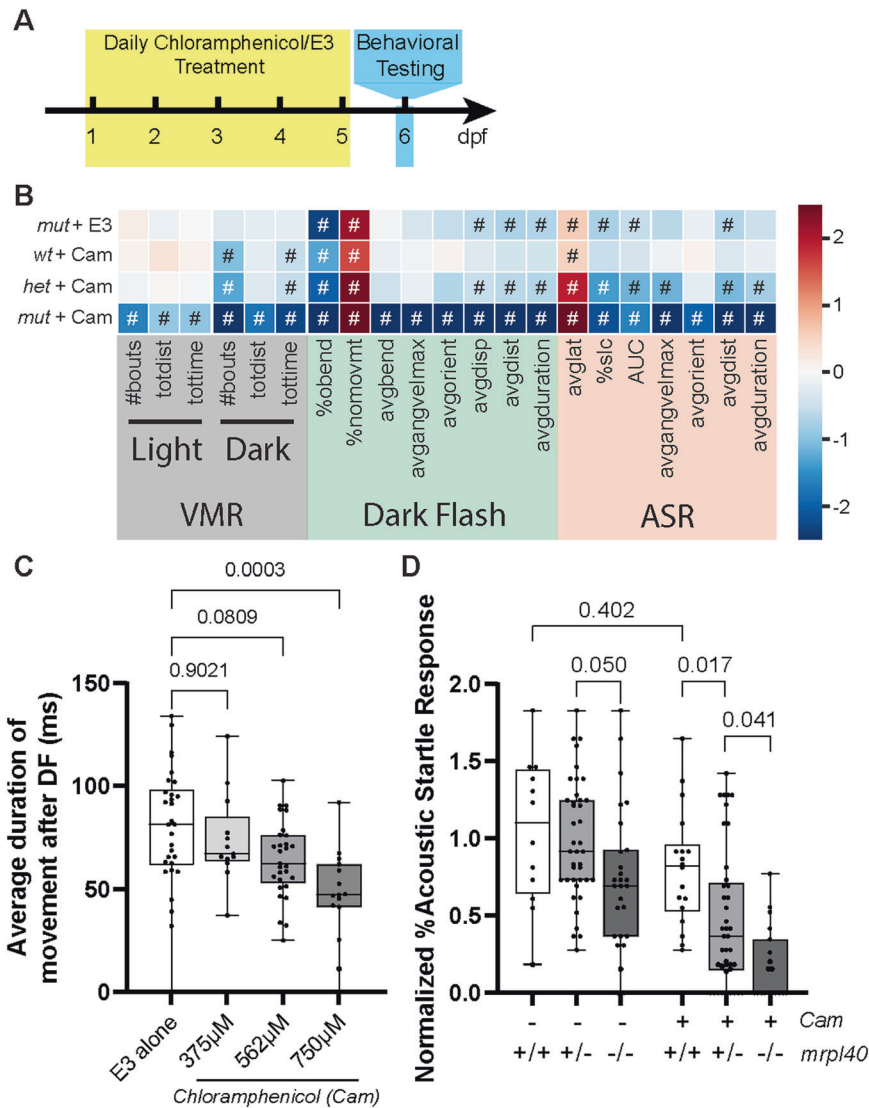 A
Daily Chloramphenicol/E3
Treatment
Behavioral
Testing
1 2 3 4 5 6 dpf
B
mut + E3 # # # # # # # # # #
wt + Cam # # # # #
het + Cam # # # # # # # # # # # # #
mut + Cam # # # # # # # # # # # # # # # # # # # # #
#bouts totdist tottime #bouts totdist tottime %obend %nomovmt avgbend avgangvelmax avgorient avgdisp avgdist avgduration avglat %slc AUC avgangvelmax avgorient avgdist avgduration
Light Dark
VMR Dark Flash ASR
2
1
0
-1
-2
C
0.0003
0.0809
0.9021
Average duration of
movement after DF (ms)
150
100
50
0
E3 alone 375μM 562μM 750μM
Chloramphenicol (Cam)
D
0.402
0.050 0.017
0.041
Normalized %Acoustic Startle Response
2.0
1.5
1.0
0.5
0.0
- - - + + + Cam
+/+ +/- -/- +/+ +/- -/- mrpl40